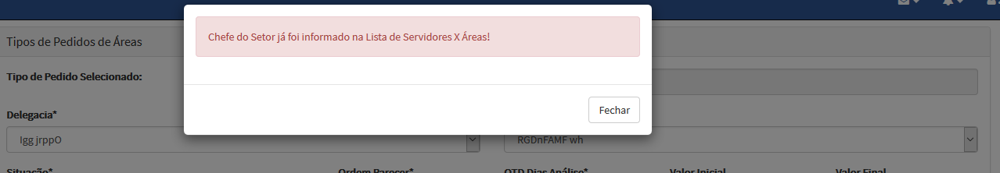 Chefe do Setor já foi informado na Lista de Servidores X Áreas!
Fechar
Tipos de Pedidos de Áreas
Tipo de Pedido Selecionado:
Delegacia*
Igg jrppO
RGDnFAMF wh
Situação*
Ordem Parecer*
QTD Dias Análise*
Valor Inicial
Valor Final